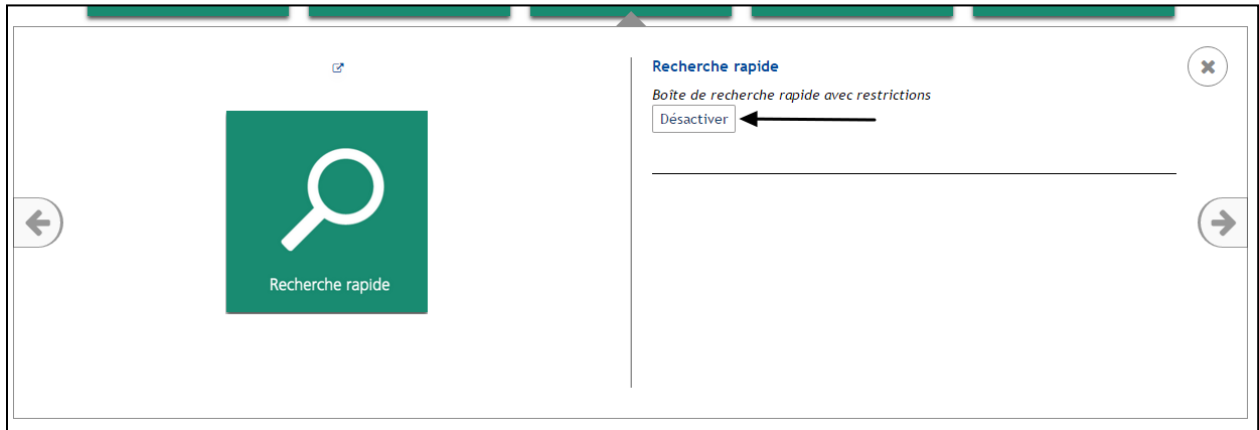 Recherche rapide
Boîte de recherche rapide avec restrictions
Désactiver
Recherche rapide